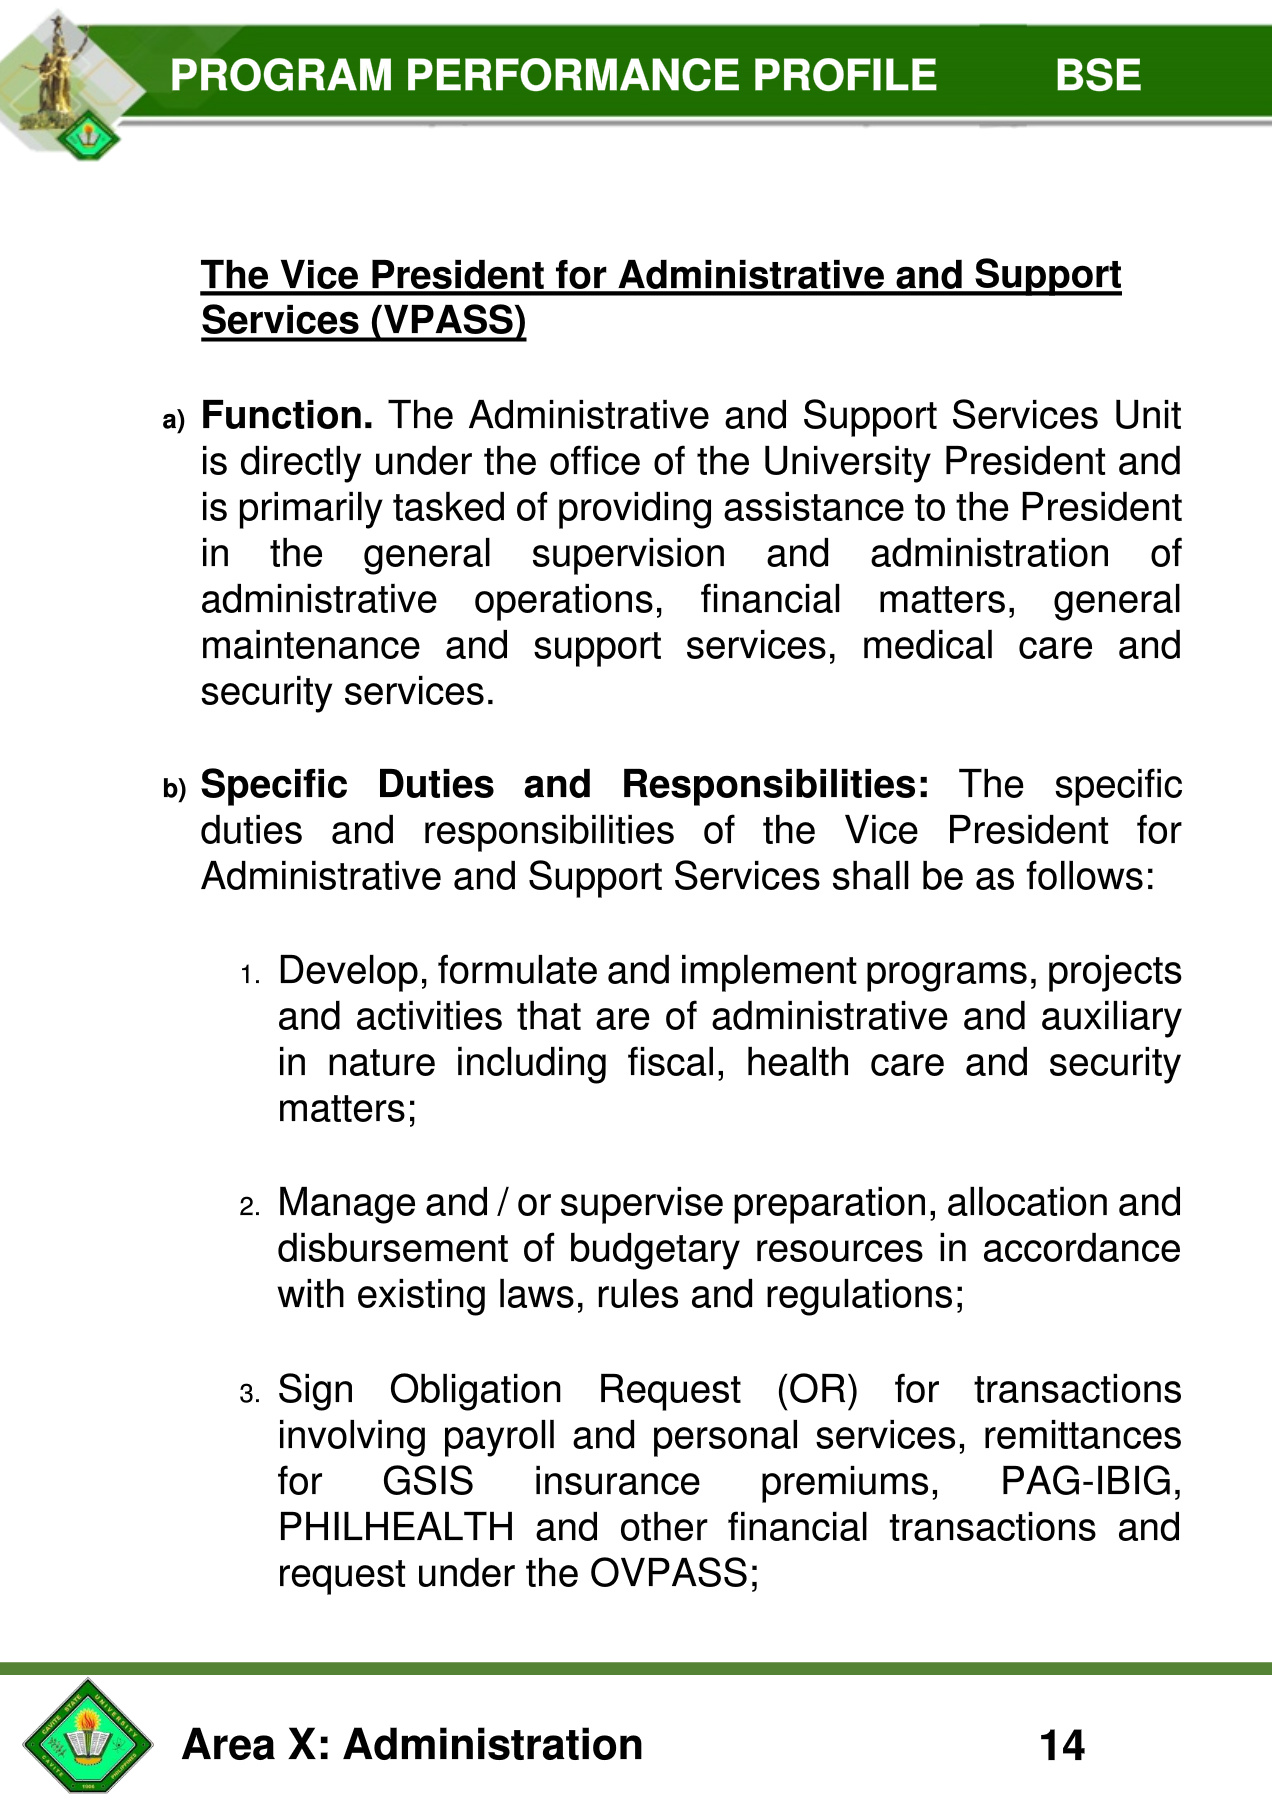 PROGRAM PERFORMANCE PROFILE BSE
The Vice President for Administrative and Support
Services (VPASS)
a) Function. The Administrative and Support Services Unit
is directly under the office of the University President and
is primarily tasked of providing assistance to the President
in the general supervision and administration of
administrative operations, financial matters, general
maintenance and support services, medical care and
security services.
b) Specific Duties and Responsibilities: The specific
duties and responsibilities of the Vice President for
Administrative and Support Services shall be as follows:
1. Develop, formulate and implement programs, projects
and activities that are of administrative and auxiliary
in nature including fiscal, health care and security
matters;
2. Manage and / or supervise preparation, allocation and
disbursement of budgetary resources in accordance
with existing laws, rules and regulations;
3. Sign Obligation Request (OR) for transactions
involving payroll and personal services, remittances
for GSIS insurance premiums, PAG-IBIG,
PHILHEALTH and other financial transactions and
request under the OVPASS;
CAVITE STATE UNIVERSITY
CAVITE PHILIPPINES
1906
Area X: Administration 14